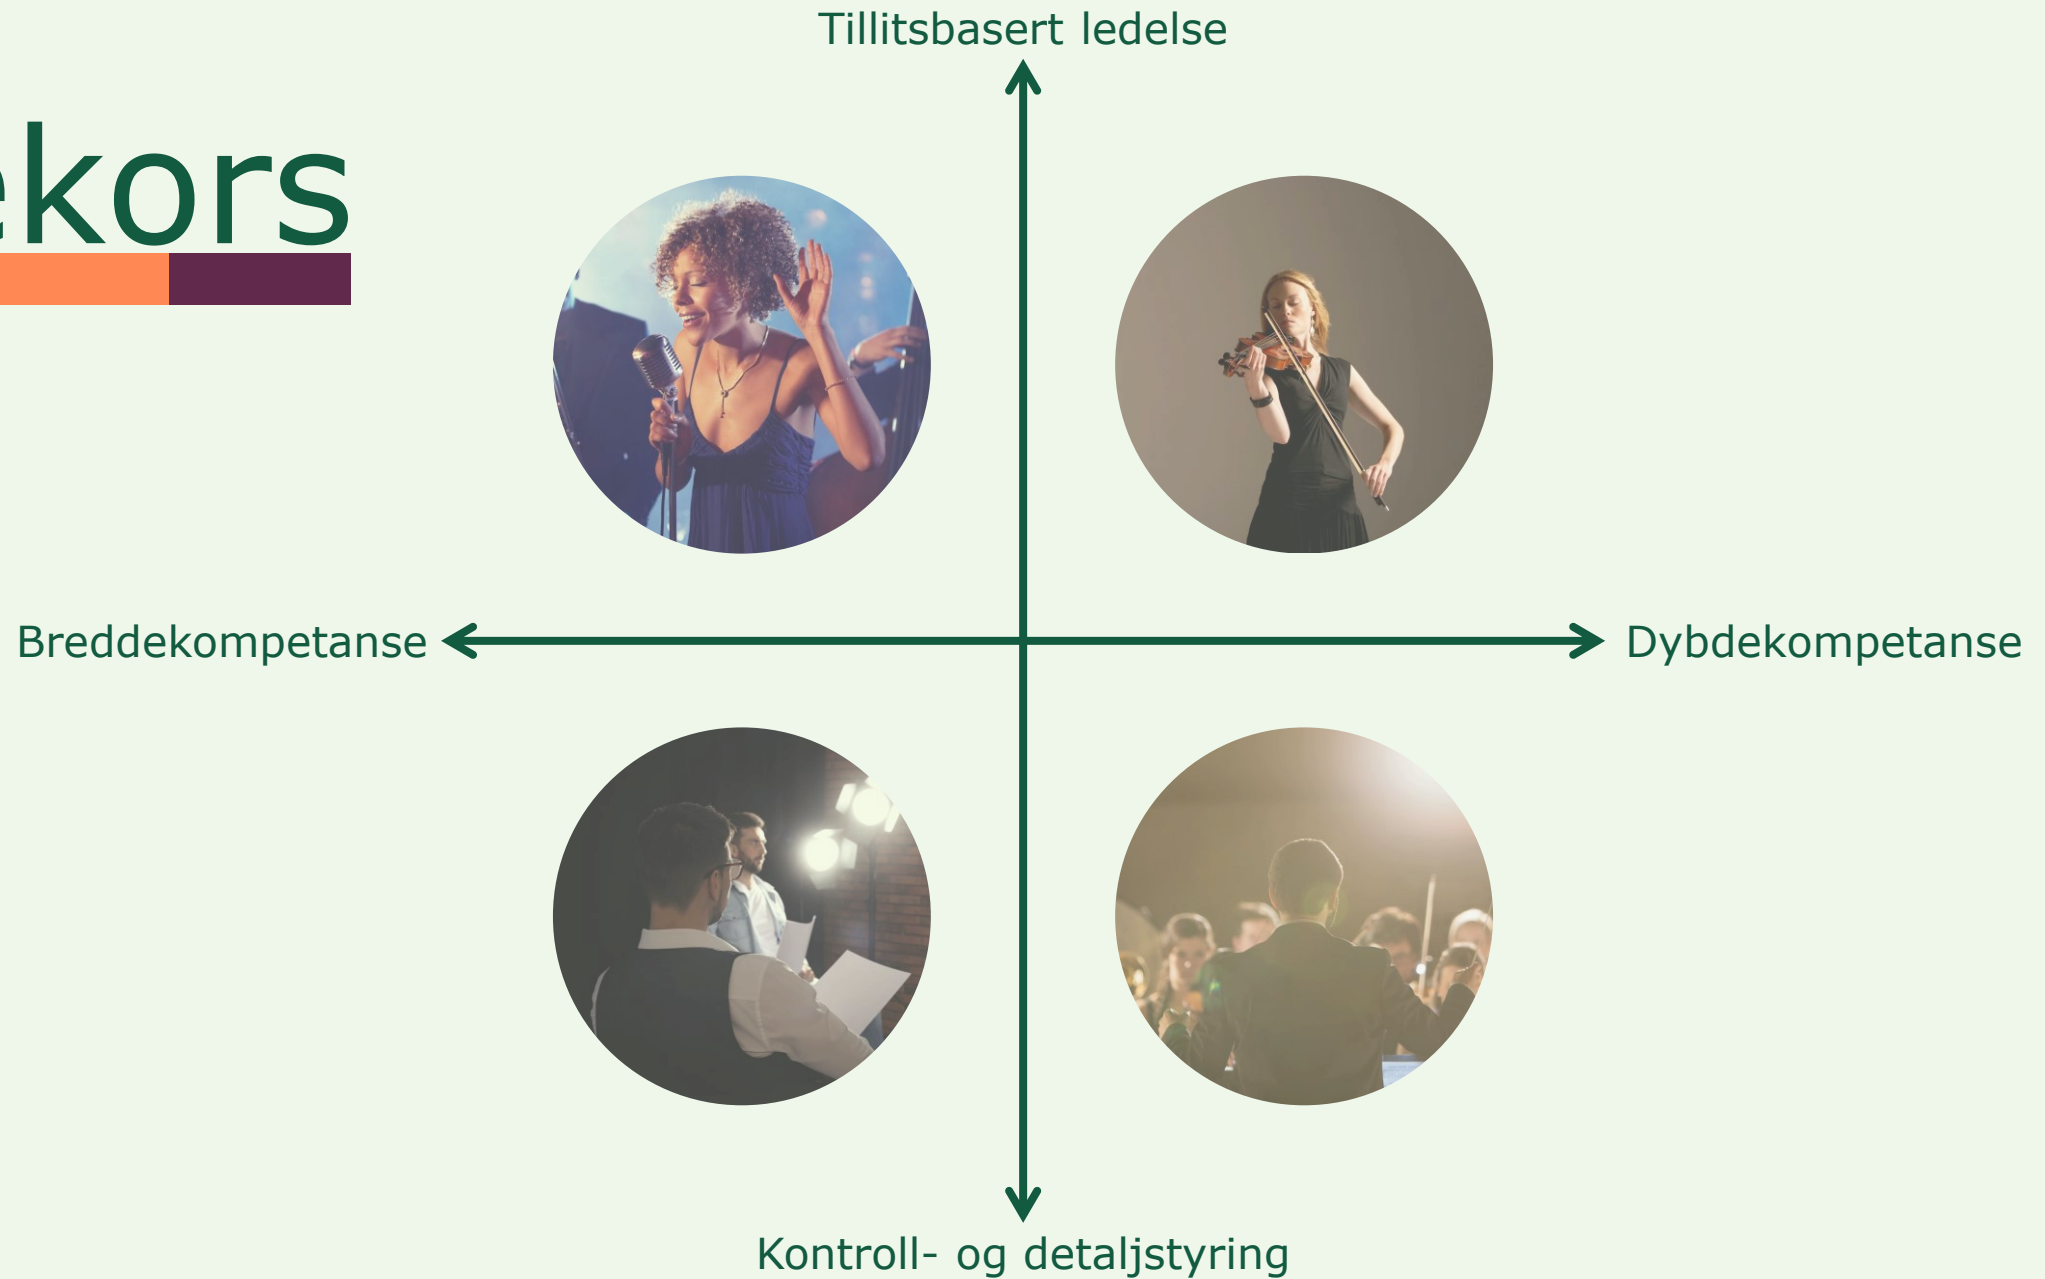 Tillitsbasert ledelse
ekors
Breddekompetanse
Dybdekompetanse
Kontroll- og detaljstyring